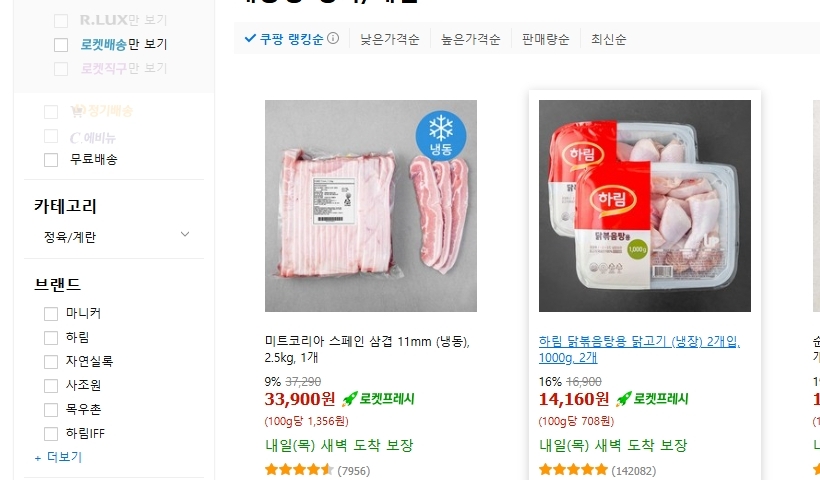 R.LUX만 보기
로켓배송만 보기
로켓직구만 보기
정기배송
C.에비뉴
무료배송
카테고리
정육/계란
브랜드
마니커
하림
자연실록
사조원
목우촌
하림IFF
+ 더보기
쿠팡 랭킹순 낮은가격순 높은가격순 판매량순 최신순
냉동
미트코리아 스페인 삼겹 11mm (냉동),
2.5kg, 1개
9% 37,290
33,900원 로켓프레시
(100g당 1,356원)
내일(목) 새벽 도착 보장
(7956)
하림
하림
닭볶음탕용
1,000g
하림 닭볶음탕용 닭고기 (냉장) 2개입,
1000g, 2개
16% 16,900
14,160원 로켓프레시
(100g당 708원)
내일(목) 새벽 도착 보장
(142082)